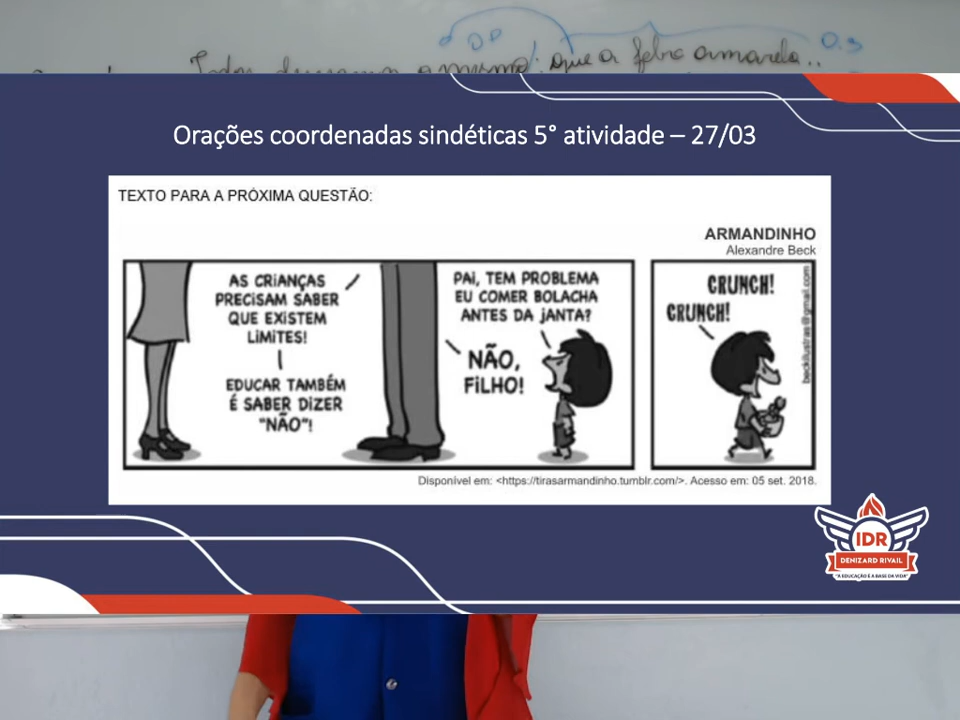 que a febre amarela..
O.S
Orações coordenadas sindéticas 5° atividade – 27/03
TEXTO PARA A PRÓXIMA QUESTÃO:
ARMANDINHO
Alexandre Beck
AS CRIANÇAS
PRECISAM SABER
QUE EXISTEM
LIMITES!
EDUCAR TAMBÉM
É SABER DIZER
"NÃO"!
PAI, TEM PROBLEMA
EU COMER BOLACHA
ANTES DA JANTA?
NÃO,
FILHO!
CRUNCH!
CRUNCH!
beckilustras@gmail.com
Disponível em: <https://tirasarmandinho.tumblr.com/>. Acesso em: 05 set. 2018.
IDR
DENIZARD RIVAIL
"A EDUCAÇÃO É A BASE DA VIDA"